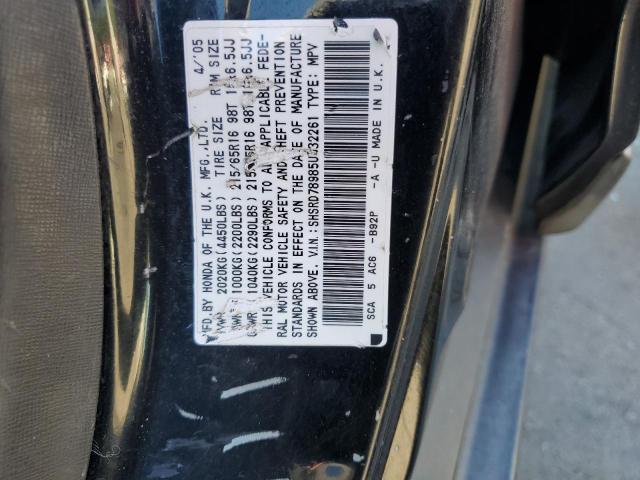 MFD.BY HONDA OF THE U.K. MFG.,LTD. 4/'05
GVWR 2020KG(4450LBS) TIRE SIZE RIM SIZE
GAWR F 1000KG(2200LBS) 215/65R16 98T 16x6.5JJ
GAWR R 1040KG(2290LBS) 215/65R16 98T 16x6.5JJ
THIS VEHICLE CONFORMS TO ALL APPLICABLE FEDE-
RAL MOTOR VEHICLE SAFETY AND THEFT PREVENTION
STANDARDS IN EFFECT ON THE DATE OF MANUFACTURE
SHOWN ABOVE. V.I.N.: TYPE: MPV
SCA 5 AC6 -B92P -A -U MADE IN U.K.